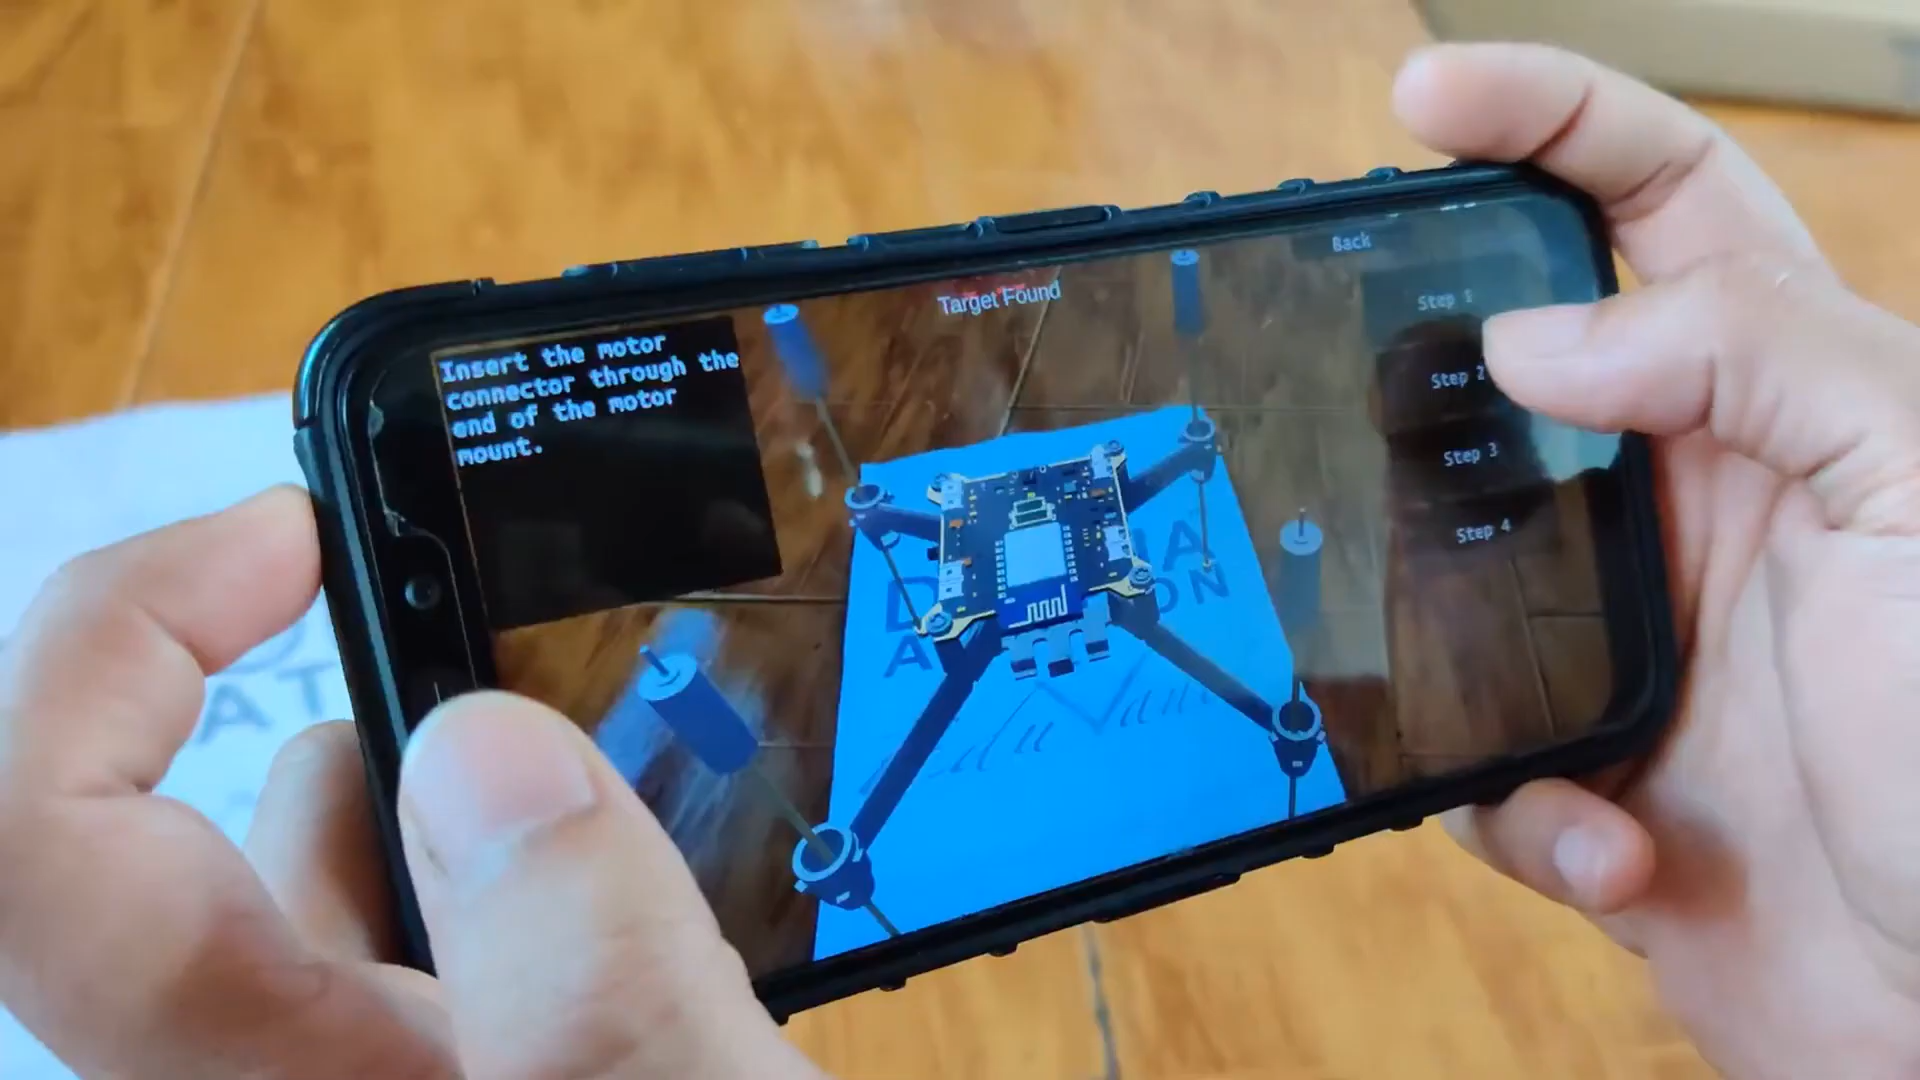 Back
Target Found
Step 1
Insert the motor
connector through the
end of the motor
mount.
Step 2
Step 3
Step 4